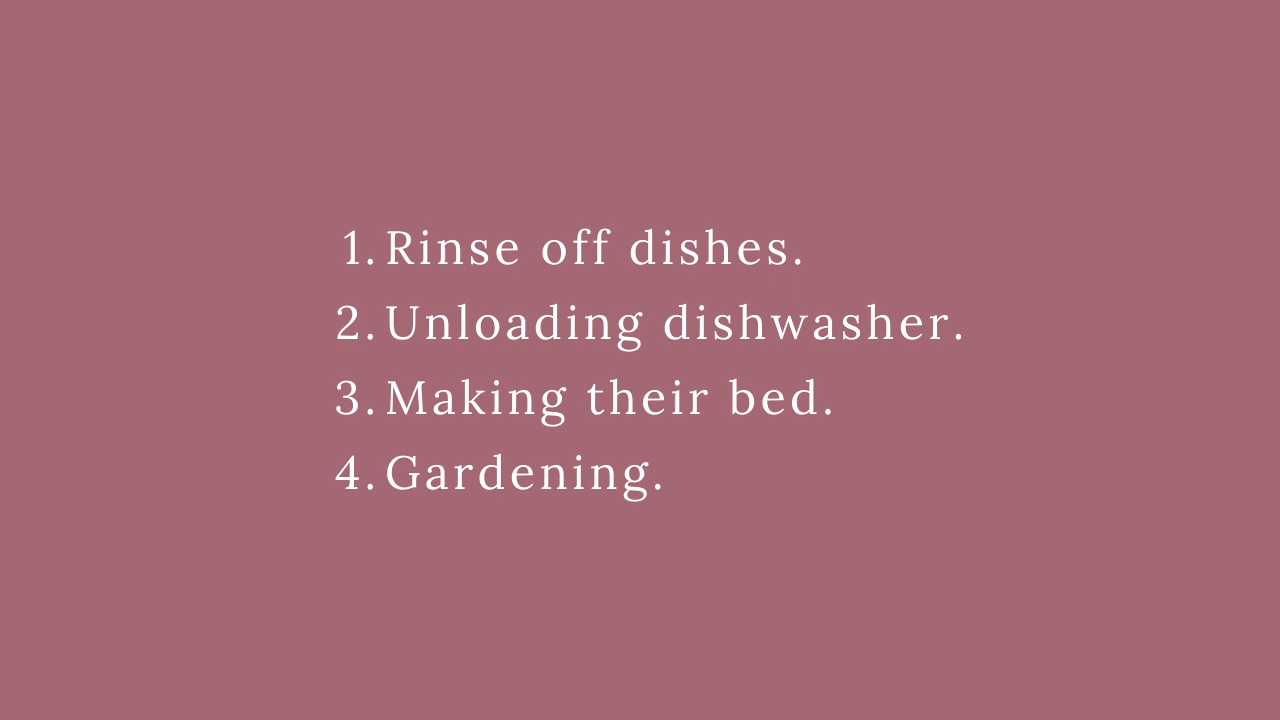 1. Rinse off dishes.
2. Unloading dishwasher.
3. Making their bed.
4. Gardening.